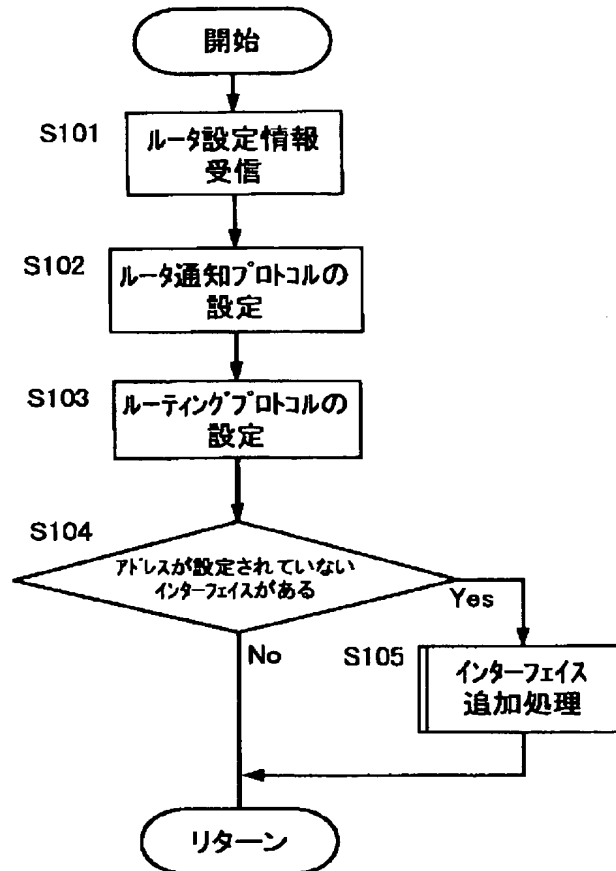 開始
S101
ルータ設定情報
受信
S102
ルータ通知プロトコルの
設定
S103
ルーティングプロトコルの
設定
S104
アドレスが設定されていない
インターフェイスがある
Yes
No
S105
インターフェイス
追加処理
リターン